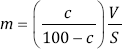 m = (c / (100 − c)) V / S